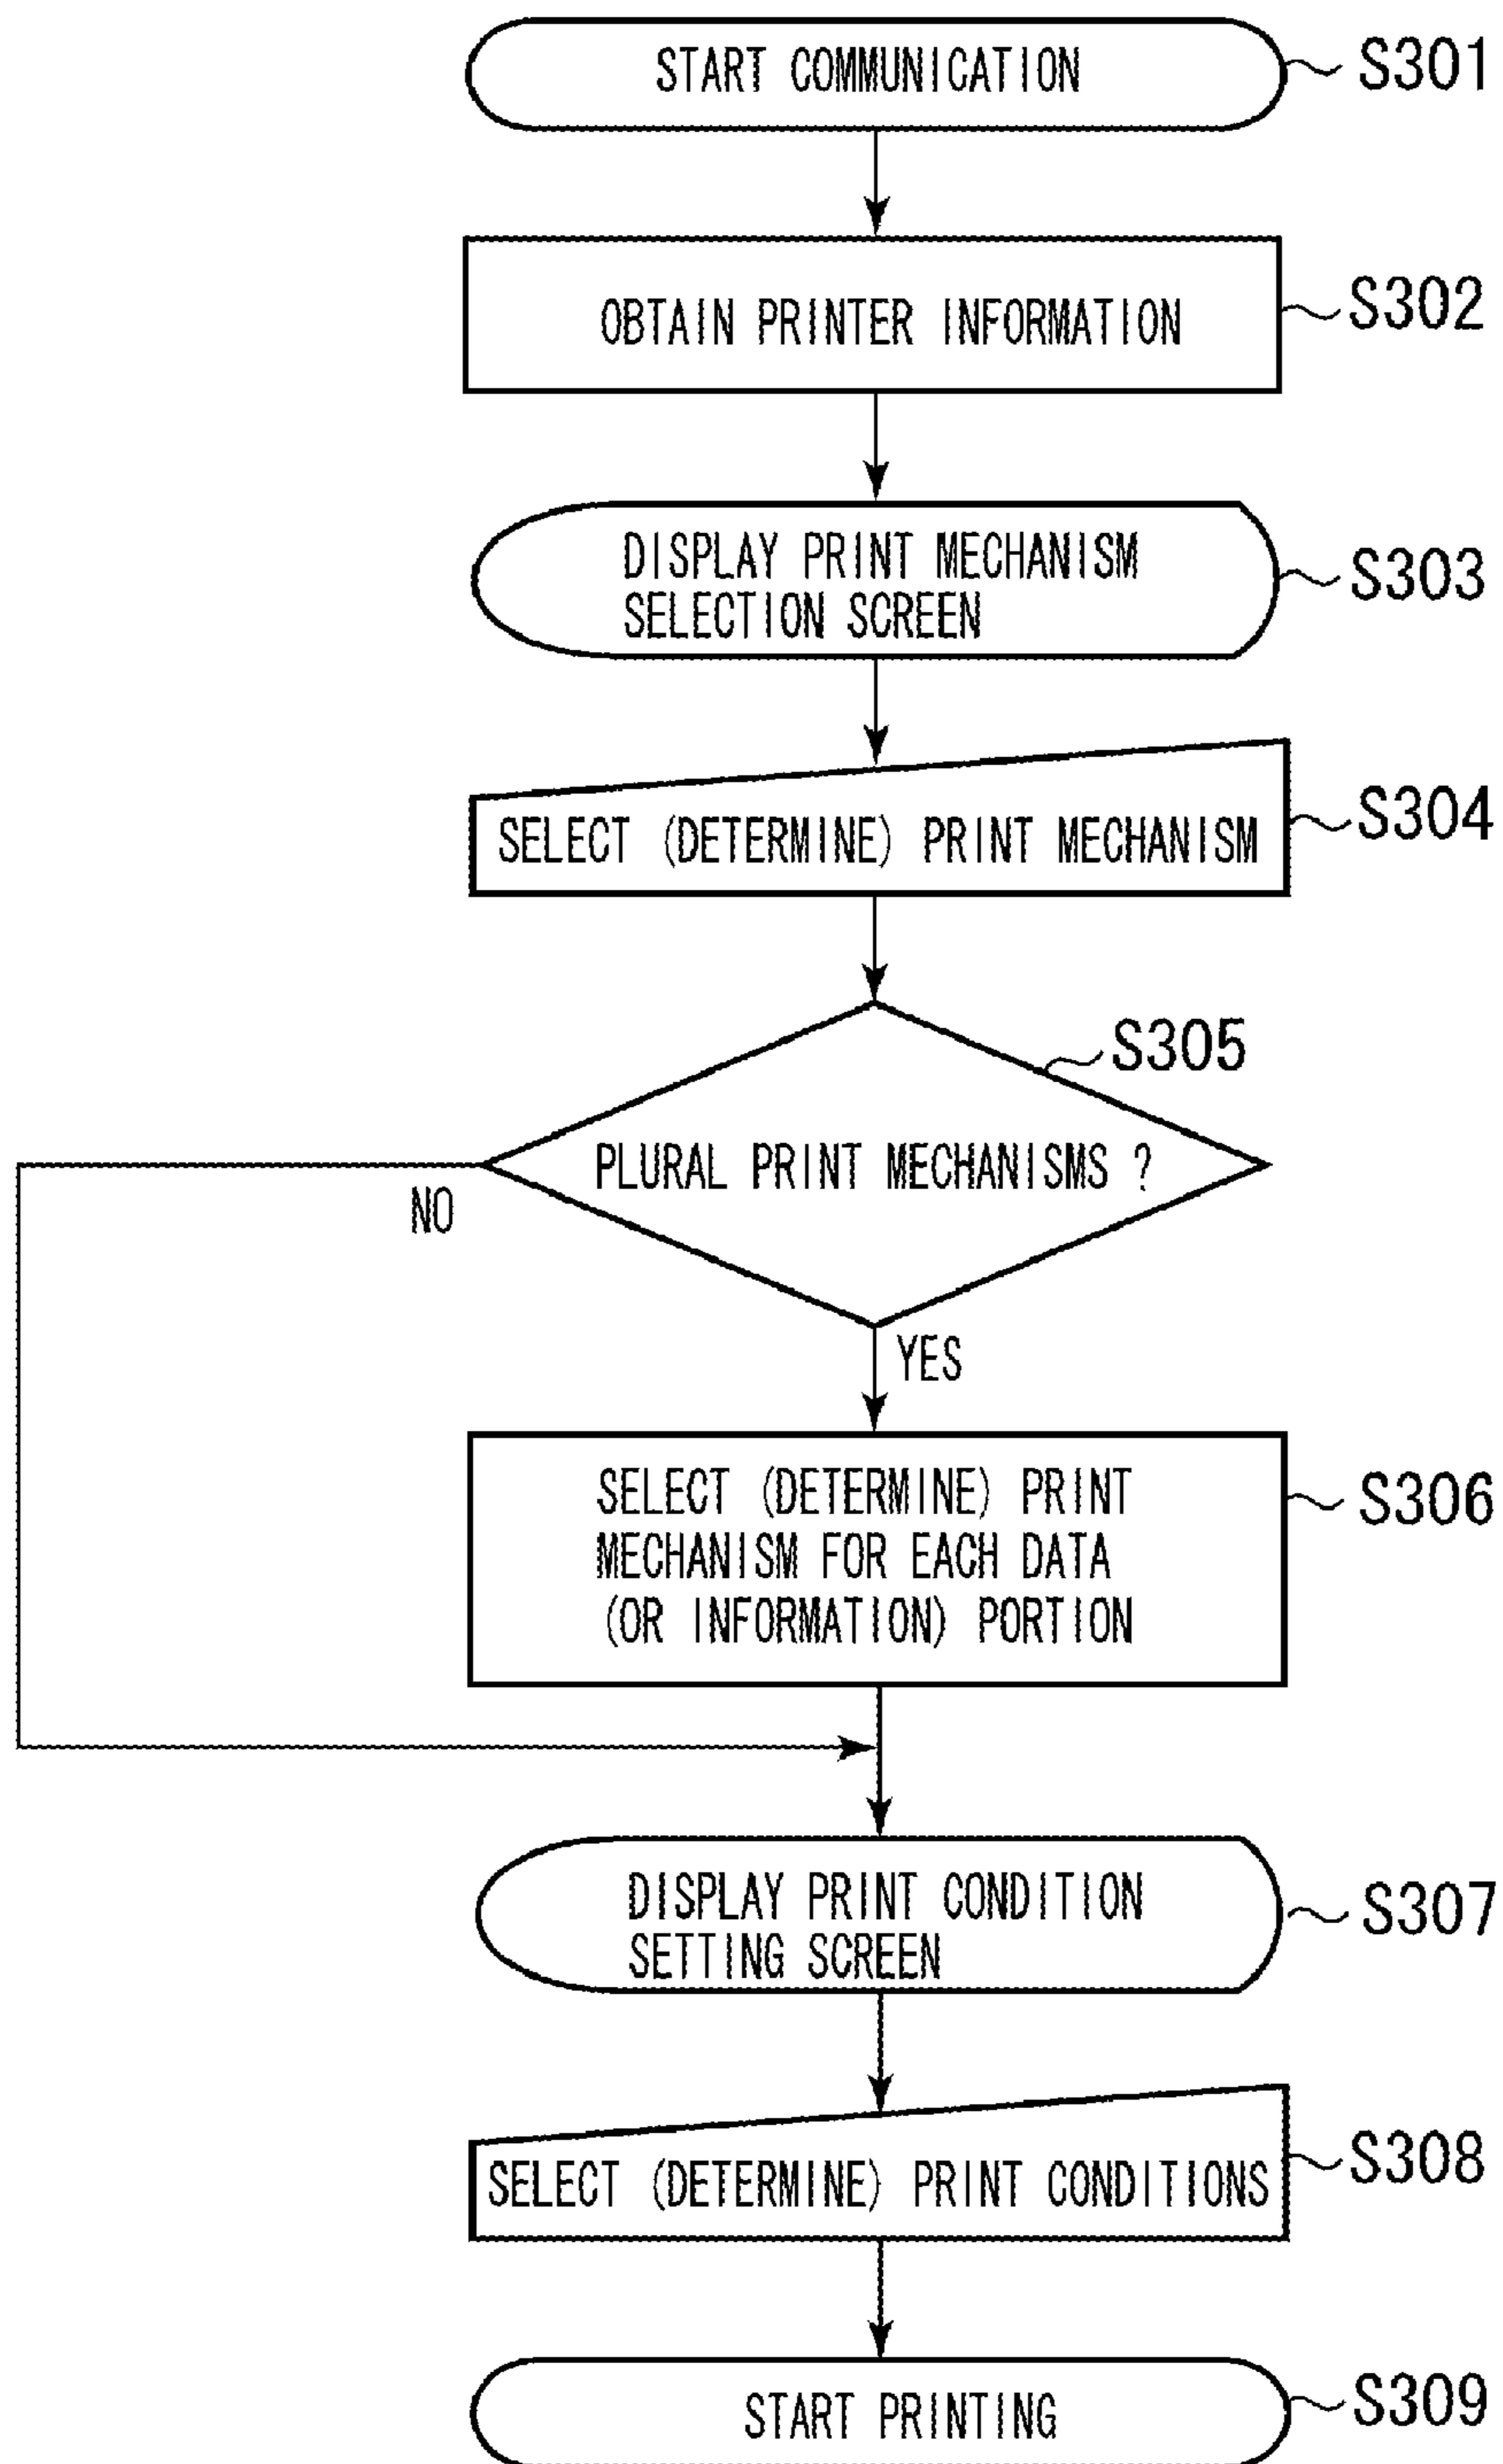 START COMMUNICATION
S301
OBTAIN PRINTER INFORMATION
S302
DISPLAY PRINT MECHANISM
SELECTION SCREEN
S303
SELECT (DETERMINE) PRINT MECHANISM
S304
S305
PLURAL PRINT MECHANISMS ?
NO
YES
SELECT (DETERMINE) PRINT
MECHANISM FOR EACH DATA
(OR INFORMATION) PORTION
S306
DISPLAY PRINT CONDITION
SETTING SCREEN
S307
SELECT (DETERMINE) PRINT CONDITIONS
S308
START PRINTING
S309